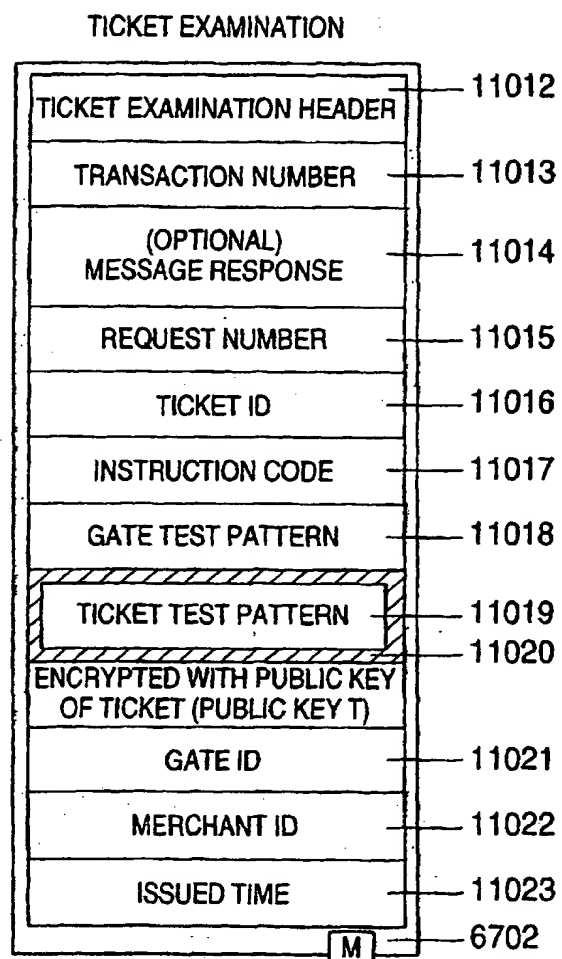 TICKET EXAMINATION
TICKET EXAMINATION HEADER 11012
TRANSACTION NUMBER 11013
(OPTIONAL)
MESSAGE RESPONSE 11014
REQUEST NUMBER 11015
TICKET ID 11016
INSTRUCTION CODE 11017
GATE TEST PATTERN 11018
TICKET TEST PATTERN 11019
11020
ENCRYPTED WITH PUBLIC KEY
OF TICKET (PUBLIC KEY T)
GATE ID 11021
MERCHANT ID 11022
ISSUED TIME 11023
M 6702